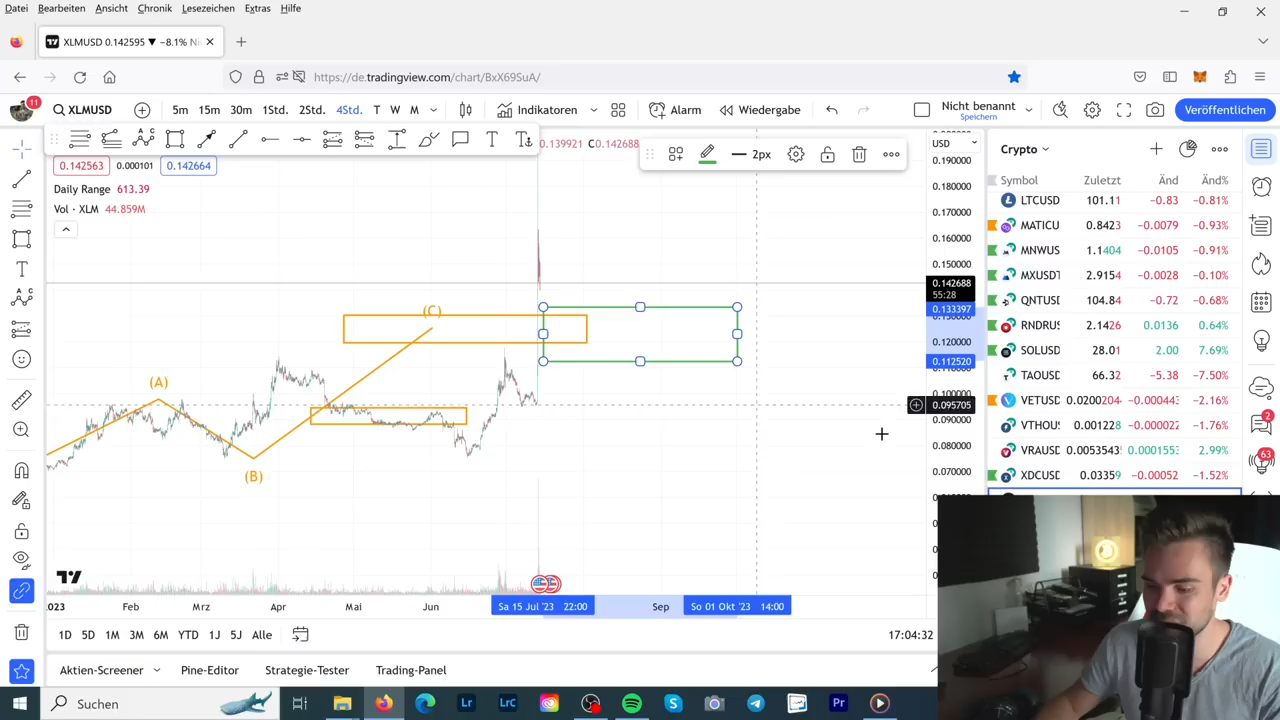 Datei Bearbeiten Ansicht Chronik Lesezeichen Extras Hilfe
XLMUSD 0.142595 ▼ −8.1% Ni
https://de.tradingview.com/chart/BxX69SuA/
11 XLMUSD 5m 15m 30m 1Std. 2Std. 4Std. T W M Indikatoren Alarm Wiedergabe Nicht benannt Speichern Veröffentlichen
0.139921 C0.142688
2px
USD
Crypto
0.142563 0.000101 0.142664
Daily Range 613.39
Vol · XLM 44.859M
Symbol Zuletzt Änd Änd%
LTCUSD 101.11 −0.83 −0.81%
MATICU 0.8423 −0.0079 −0.93%
MNWUS 1.1404 −0.0105 −0.91%
MXUSDT 2.9154 −0.0028 −0.10%
QNTUSD 104.84 −0.72 −0.68%
RNDRUS 2.1426 0.0136 0.64%
SOLUSD 28.01 2.00 7.69%
TAOUSD 66.32 −5.38 −7.50%
VETUSD 0.0200204 −0.000443 −2.16%
VTHOUS 0.001228 −0.000022 −1.76%
VRAUSD 0.0053543 0.0001553 2.99%
XDCUSD 0.03359 −0.00052 −1.52%
0.190000
0.180000
0.170000
0.160000
0.150000
0.142688
55:28
0.133397
0.120000
0.112520
0.100000
0.095705
0.090000
0.080000
0.070000
2
63
(A)
(B)
(C)
2023 Feb Mrz Apr Mai Jun Sa 15 Jul '23 22:00 Sep So 01 Okt '23 14:00
1D 5D 1M 3M 6M YTD 1J 5J Alle 17:04:32
Aktien-Screener Pine-Editor Strategie-Tester Trading-Panel
Suchen Lr LrC Pr